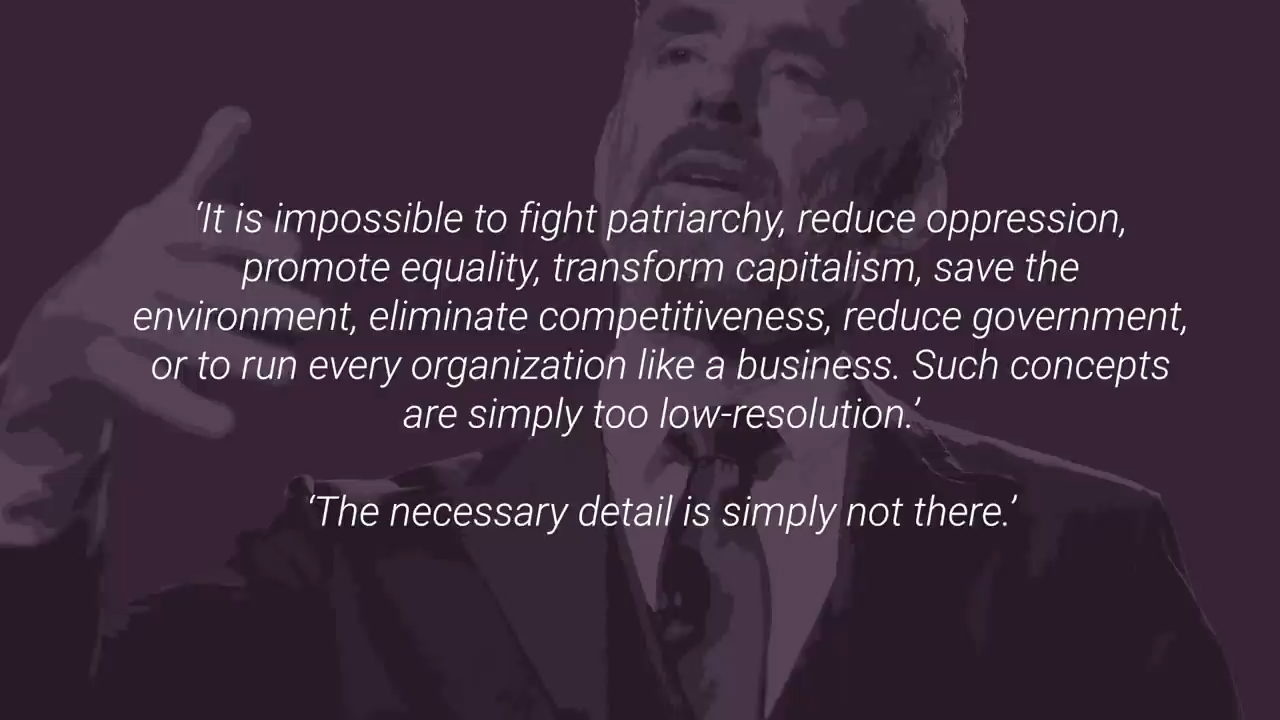 ‘It is impossible to fight patriarchy, reduce oppression,
promote equality, transform capitalism, save the
environment, eliminate competitiveness, reduce government,
or to run every organization like a business. Such concepts
are simply too low-resolution.’
‘The necessary detail is simply not there.’